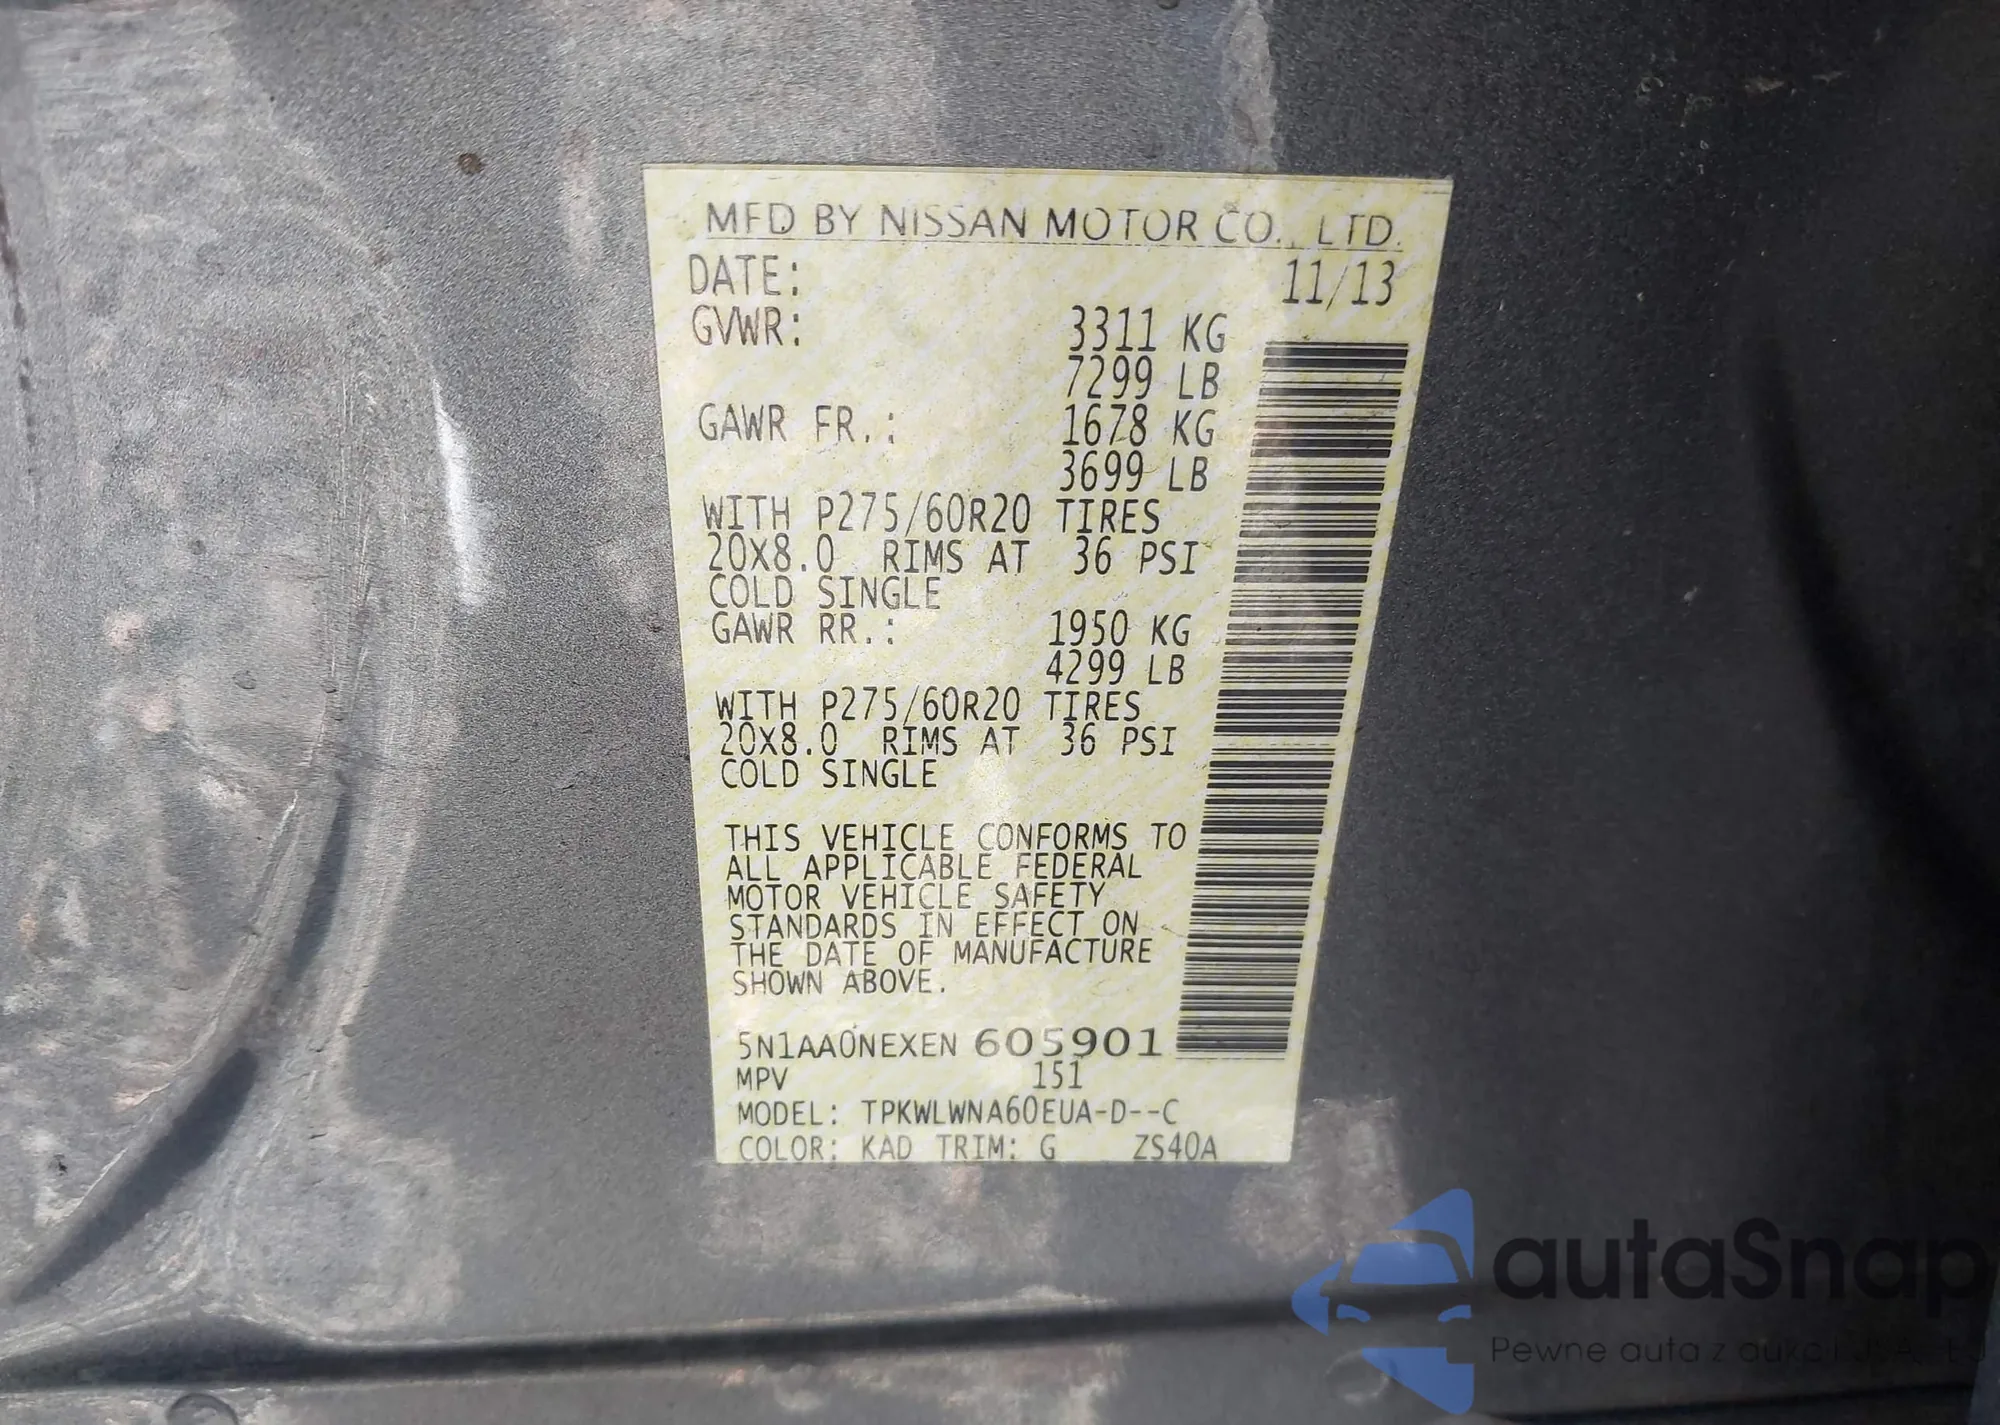 MFD BY NISSAN MOTOR CO., LTD.
DATE: 11/13
GVWR: 3311 KG
7299 LB
GAWR FR.: 1678 KG
3699 LB
WITH P275/60R20 TIRES
20X8.0 RIMS AT 36 PSI
COLD SINGLE
GAWR RR.: 1950 KG
4299 LB
WITH P275/60R20 TIRES
20X8.0 RIMS AT 36 PSI
COLD SINGLE
THIS VEHICLE CONFORMS TO
ALL APPLICABLE FEDERAL
MOTOR VEHICLE SAFETY
STANDARDS IN EFFECT ON
THE DATE OF MANUFACTURE
SHOWN ABOVE.
5N1AA0NEXEN 605901
MPV 151
MODEL: TPKWLWNA60EUA-D--C
COLOR: KAD TRIM: G ZS40A
autaSnap
Pewne auta z aukcji